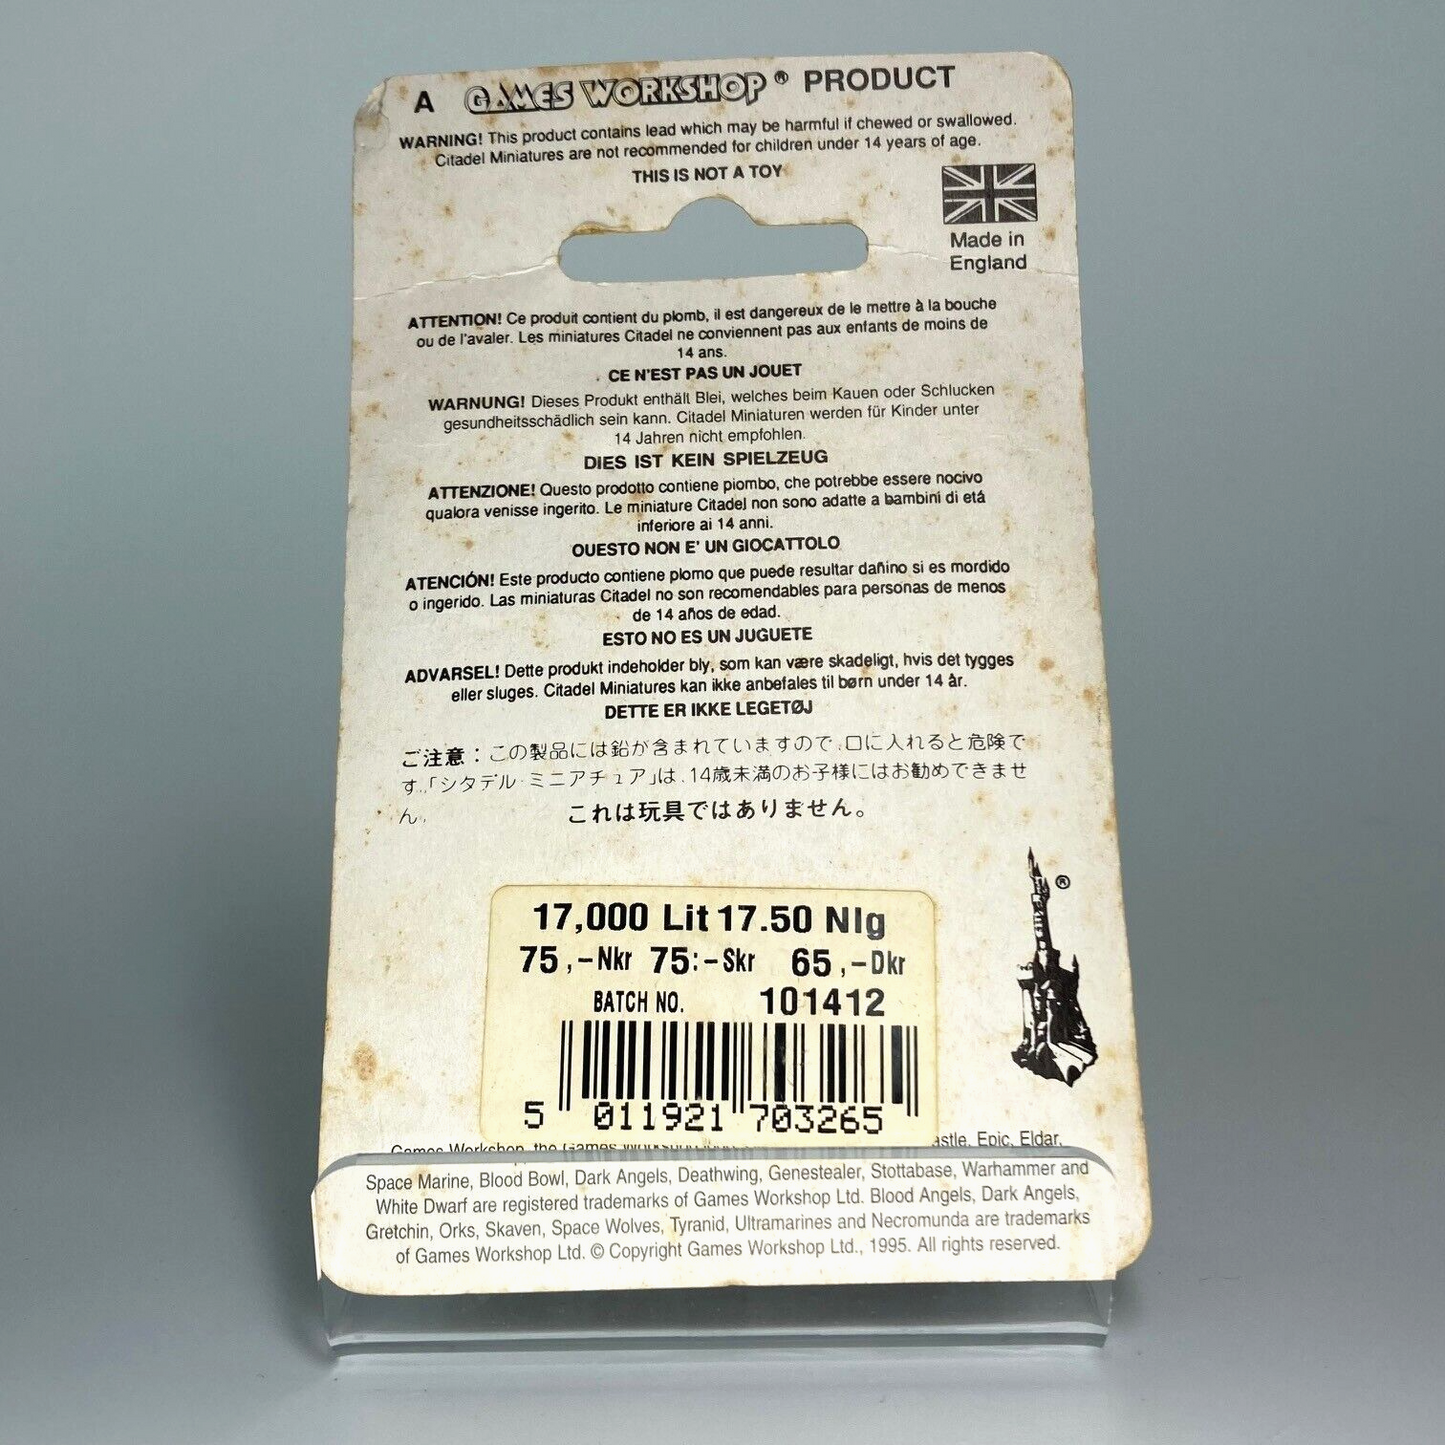 A GAMES WORKSHOP® PRODUCT
WARNING! This product contains lead which may be harmful if chewed or swallowed.
Citadel Miniatures are not recommended for children under 14 years of age.
THIS IS NOT A TOY
Made in
England
ATTENTION! Ce produit contient du plomb, il est dangereux de le mettre à la bouche
ou de l'avaler. Les miniatures Citadel ne conviennent pas aux enfants de moins de
14 ans.
CE N'EST PAS UN JOUET
WARNUNG! Dieses Produkt enthält Blei, welches beim Kauen oder Schlucken
gesundheitsschädlich sein kann. Citadel Miniaturen werden für Kinder unter
14 Jahren nicht empfohlen.
DIES IST KEIN SPIELZEUG
ATTENZIONE! Questo prodotto contiene piombo, che potrebbe essere nocivo
qualora venisse ingerito. Le miniature Citadel non sono adatte a bambini di etá
inferiore ai 14 anni.
QUESTO NON E' UN GIOCATTOLO
ATENCIÓN! Este producto contiene plomo que puede resultar dañino si es mordido
o ingerido. Las miniaturas Citadel no son recomendables para personas de menos
de 14 años de edad.
ESTO NO ES UN JUGUETE
ADVARSEL! Dette produkt indeholder bly, som kan være skadeligt, hvis det tygges
eller sluges. Citadel Miniatures kan ikke anbefales til børn under 14 år.
DETTE ER IKKE LEGETØJ
ご注意：この製品には鉛が含まれていますので、口に入れると危険で
す。「シタデル・ミニアチュア」は、14歳未満のお子様にはお勧めできませ
ん。
これは玩具ではありません。
®
17,000 Lit 17.50 Nlg
75,-Nkr 75:-Skr 65,-Dkr
BATCH NO. 101412
5 011921 703265
Games Workshop, the Games Workshop astle, Epic, Eldar,
Space Marine, Blood Bowl, Dark Angels, Deathwing, Genestealer, Stottabase, Warhammer and
White Dwarf are registered trademarks of Games Workshop Ltd. Blood Angels, Dark Angels,
Gretchin, Orks, Skaven, Space Wolves, Tyranid, Ultramarines and Necromunda are trademarks
of Games Workshop Ltd. © Copyright Games Workshop Ltd., 1995. All rights reserved.